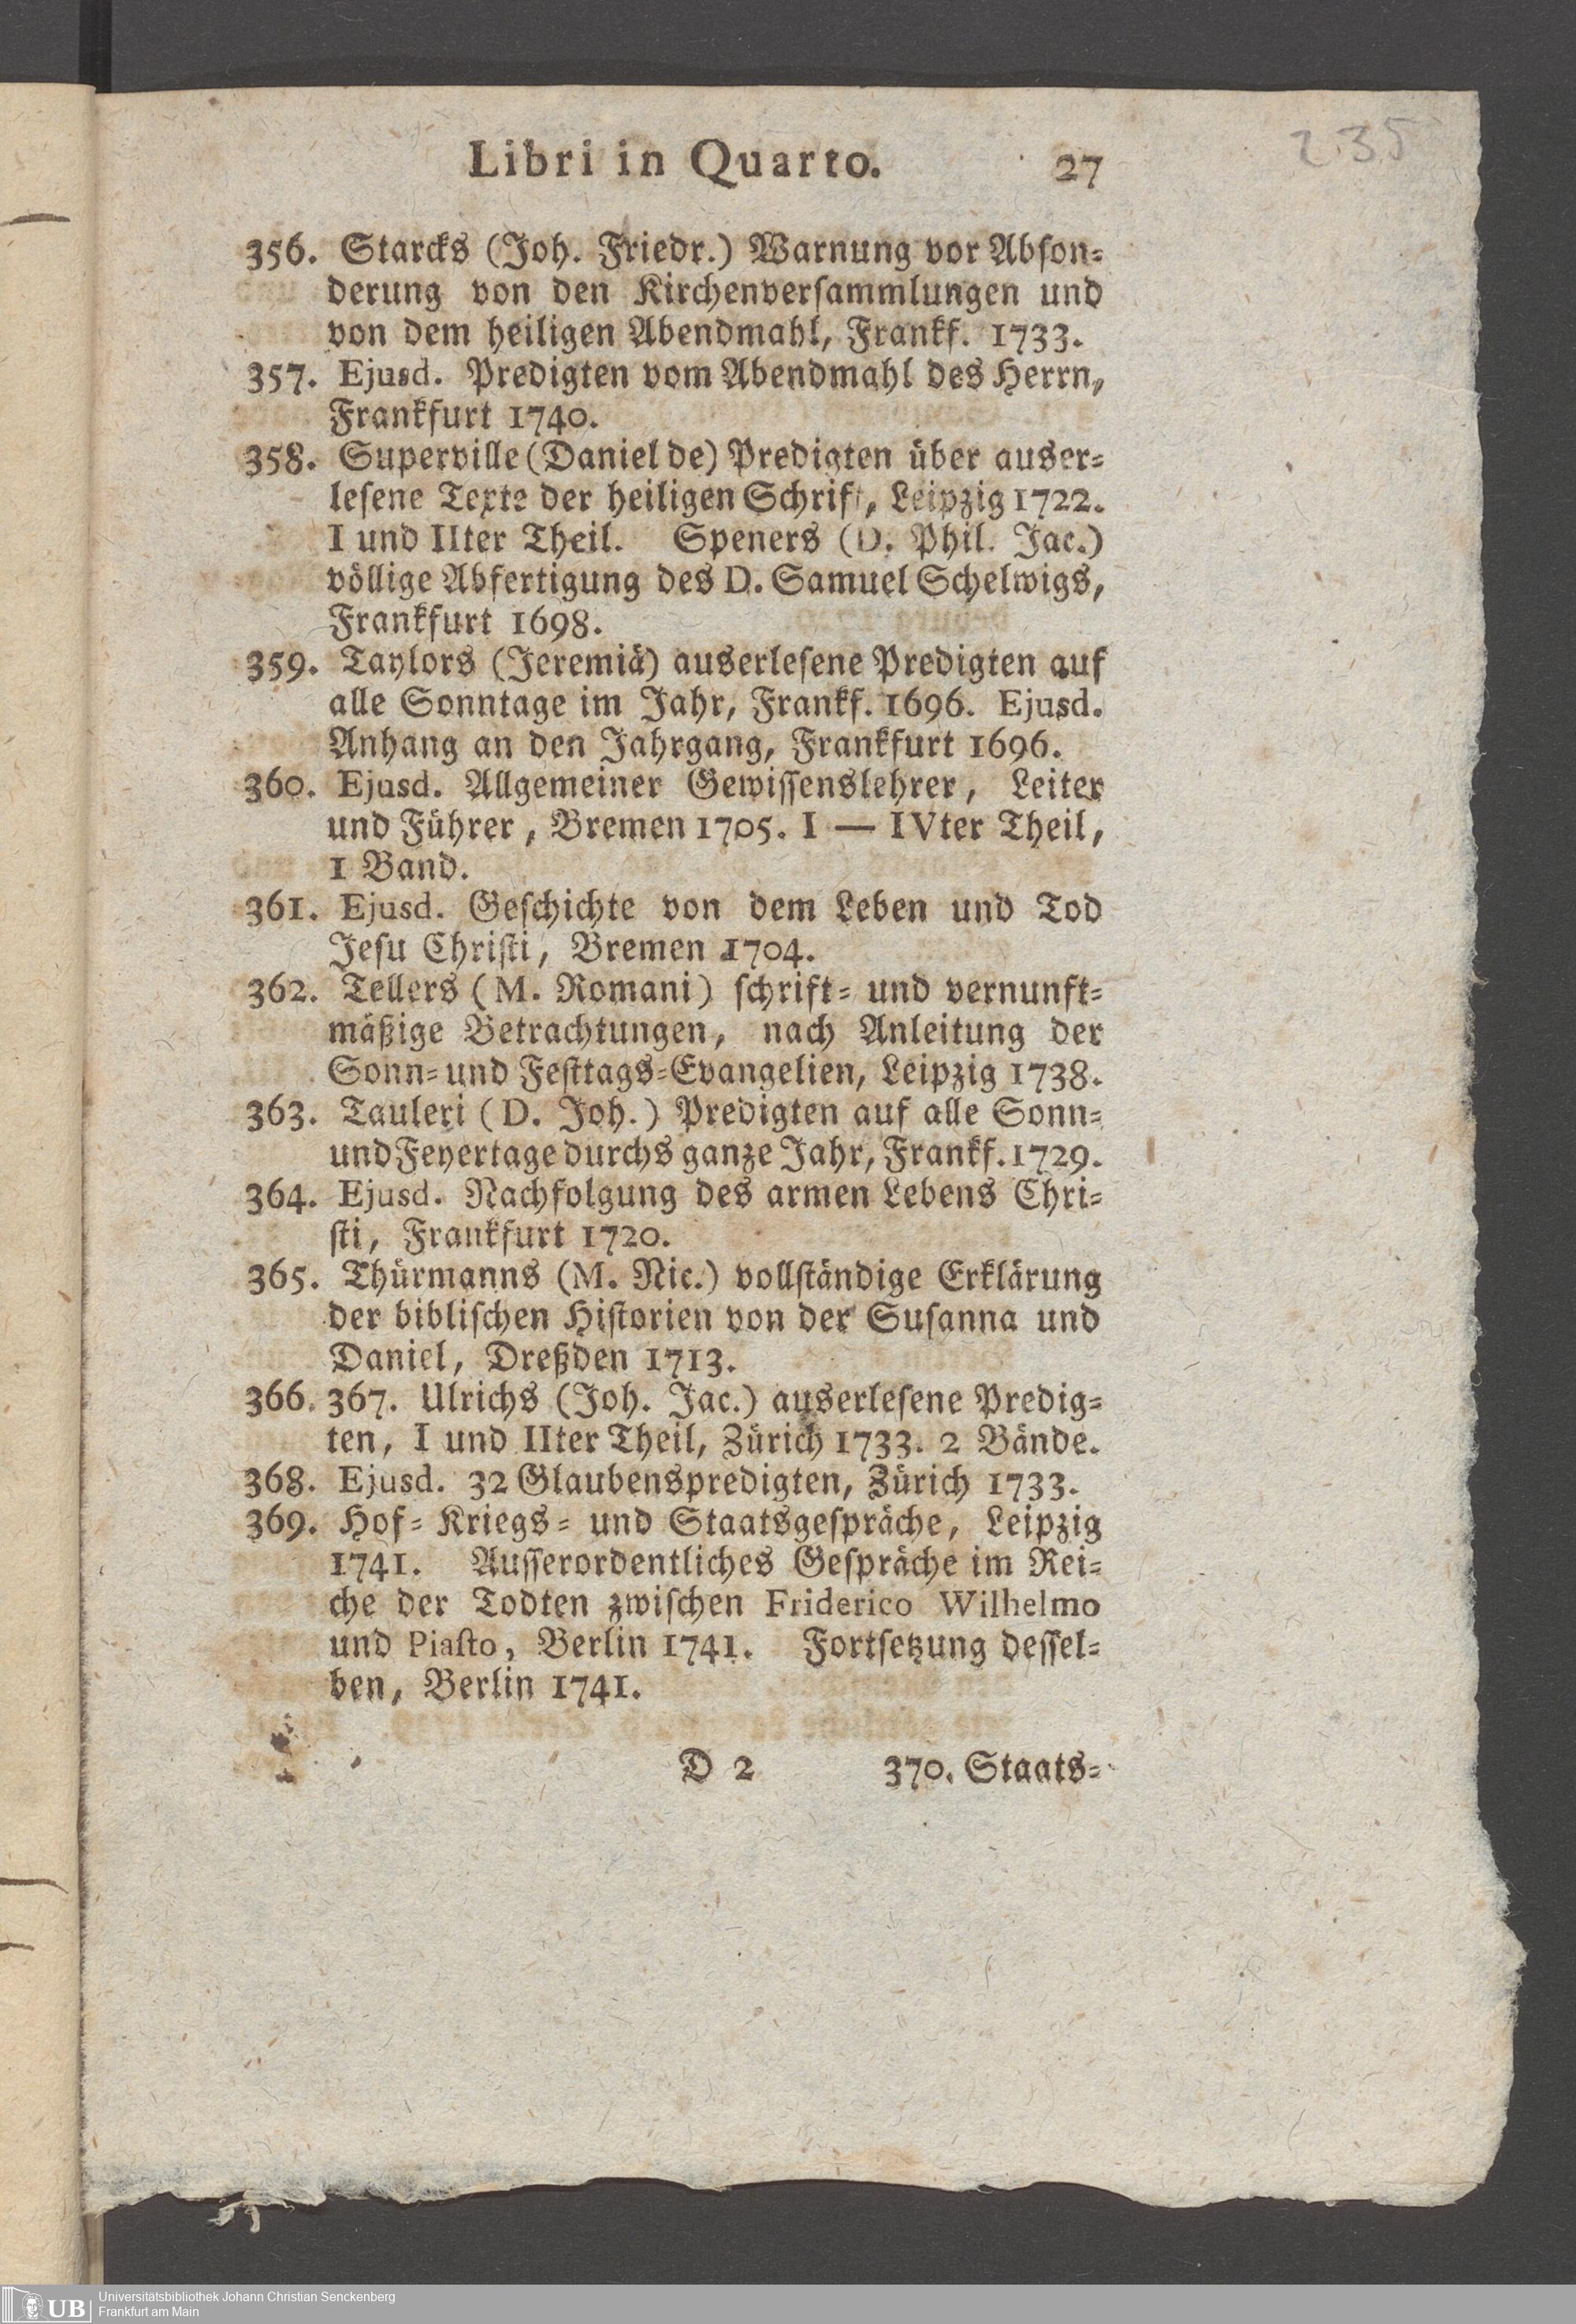 Libri in Quarto. 27
235
356. Starcks (Joh. Friedr.) Warnung vor Abſon⸗
derung von den Kirchenverſammlungen und
von dem heiligen Abendmahl, Frankf. 1733.
357. Ejusd. Predigten vom Abendmahl des Herrn,
Frankfurt 1740.
358. Superville (Daniel de) Predigten über auser⸗
leſene Texte der heiligen Schrift, Leipzig 1722.
I und IIter Theil. Speners (D. Phil. Jac.)
völlige Abfertigung des D. Samuel Schelwigs,
Frankfurt 1698.
359. Taylors (Jeremiä) auserleſene Predigten auf
alle Sonntage im Jahr, Frankf. 1696. Ejusd.
Anhang an den Jahrgang, Frankfurt 1696.
360. Ejusd. Allgemeiner Gewiſſenslehrer, Leiter
und Führer, Bremen 1705. I — IVter Theil,
1 Band.
361. Ejusd. Geſchichte von dem Leben und Tod
Jeſu Chriſti, Bremen 1704.
362. Tellers (M. Romani) ſchrift⸗ und vernunft⸗
mäßige Betrachtungen, nach Anleitung der
Sonn⸗ und Feſttags⸗Evangelien, Leipzig 1738.
363. Tauleri (D. Joh.) Predigten auf alle Sonn⸗
und Feyertage durchs ganze Jahr, Frankf. 1729.
364. Ejusd. Nachfolgung des armen Lebens Chri⸗
ſti, Frankfurt 1720.
365. Thürmanns (M. Nic.) vollſtändige Erklärung
der bibliſchen Hiſtorien von der Suſanna und
Daniel, Dreßden 1713.
366. 367. Ulrichs (Joh. Jac.) auserleſene Predig⸗
ten, I und IIter Theil, Zürich 1733. 2 Bände.
368. Ejusd. 32 Glaubenspredigten, Zürich 1733.
369. Hof⸗ Kriegs⸗ und Staatsgeſpräche, Leipzig
1741. Auſſerordentliches Geſpräche im Rei⸗
che der Todten zwiſchen Friderico Wilhelmo
und Piaſto, Berlin 1741. Fortſetzung deſſel⸗
ben, Berlin 1741.
D 2 370. Staats⸗
UB Universitätsbibliothek Johann Christian Senckenberg
Frankfurt am Main